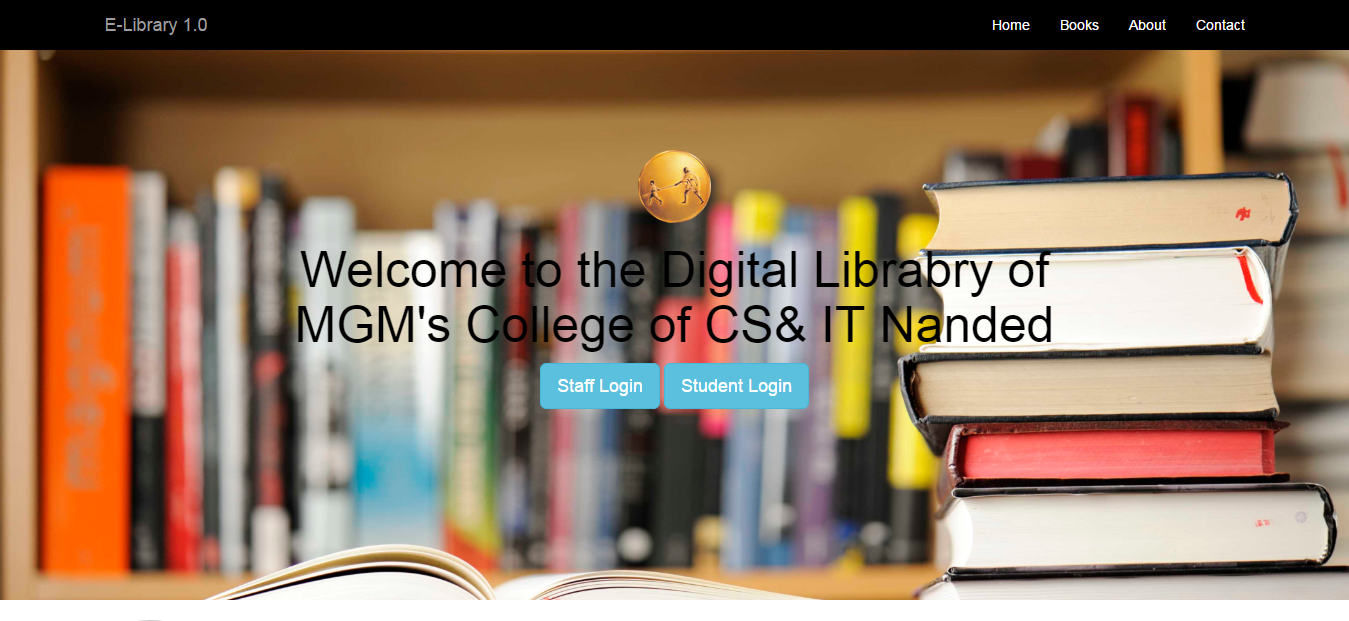 E-Library 1.0
Home Books About Contact
Welcome to the Digital Librabry of
MGM's College of CS& IT Nanded
Staff Login Student Login